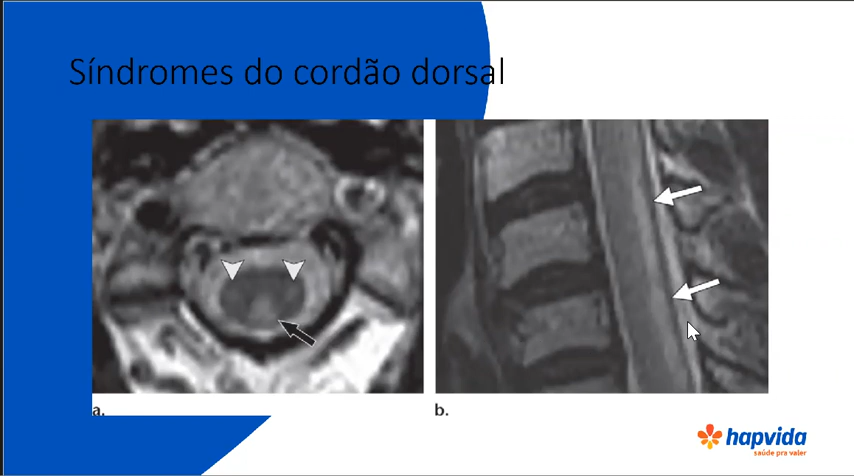 Síndromes do cordão dorsal
a.
b.
hapvida
saúde pra valer